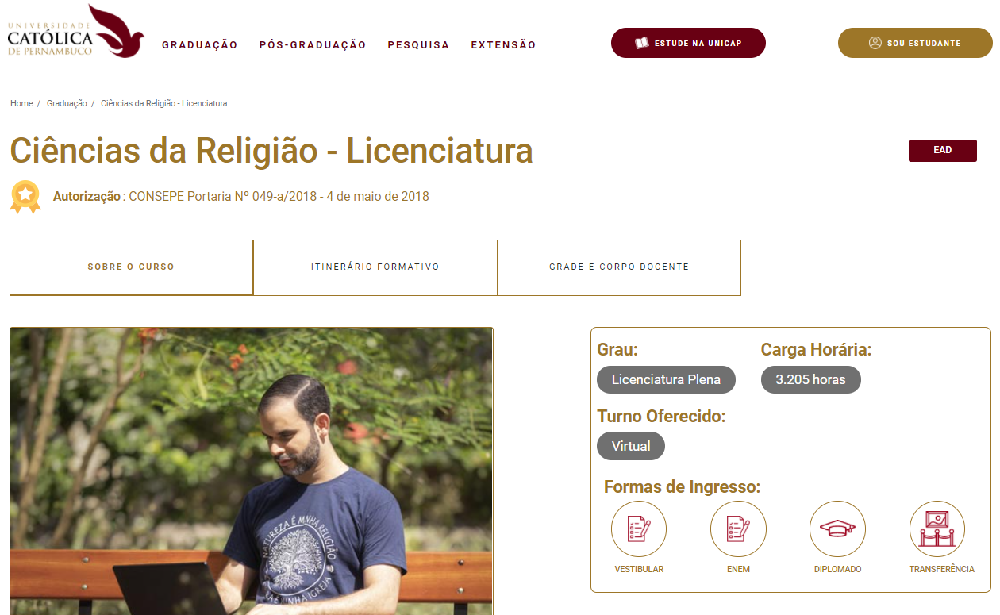 UNIVERSIDADE
CATÓLICA
DE PERNAMBUCO
GRADUAÇÃO PÓS-GRADUAÇÃO PESQUISA EXTENSÃO
ESTUDE NA UNICAP
SOU ESTUDANTE
Home / Graduação / Ciências da Religião - Licenciatura
Ciências da Religião - Licenciatura
EAD
Autorização : CONSEPE Portaria Nº 049-a/2018 - 4 de maio de 2018
SOBRE O CURSO
ITINERÁRIO FORMATIVO
GRADE E CORPO DOCENTE
NATUREZA É MINHA RELIGIÃO
É MINHA IGREJA
Grau: Carga Horária:
Licenciatura Plena 3.205 horas
Turno Oferecido:
Virtual
Formas de Ingresso:
VESTIBULAR ENEM DIPLOMADO TRANSFERÊNCIA